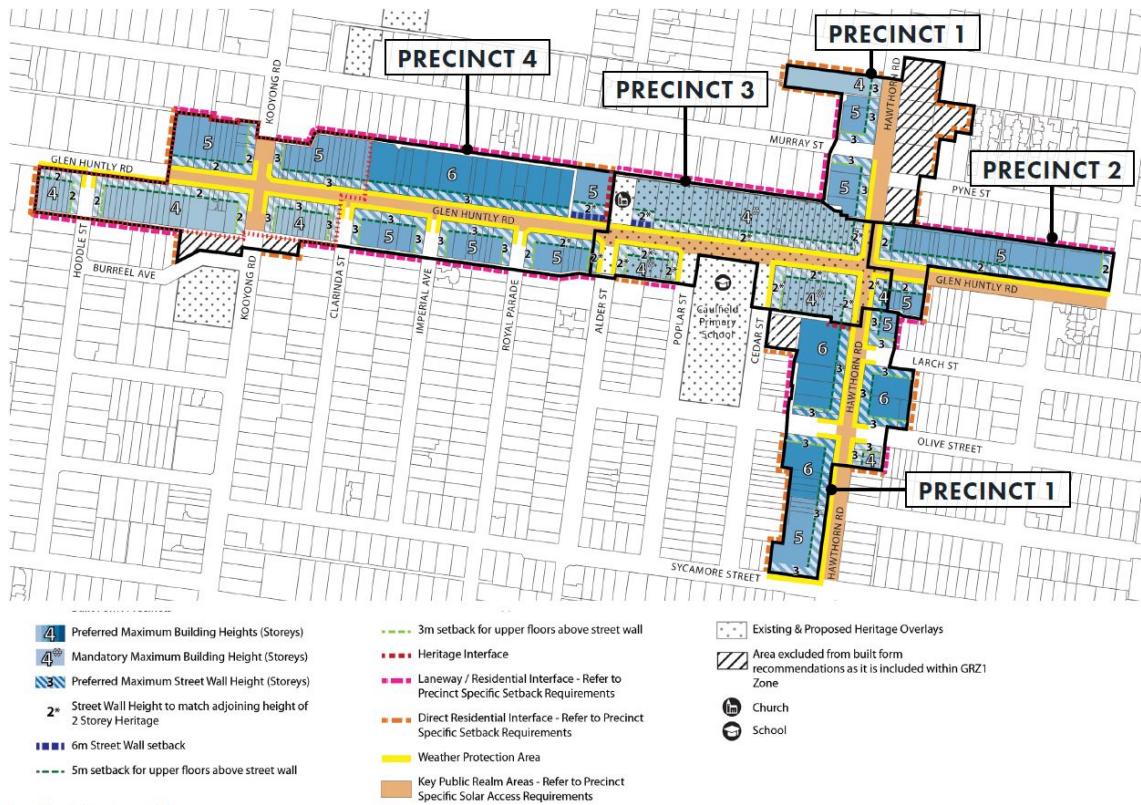 PRECINCT 1
PRECINCT 4
PRECINCT 3
PRECINCT 2
PRECINCT 1
KOOYONG RD
HAWTHORN RD
MURRAY ST
PYNE ST
GLEN HUNTLY RD
GLEN HUNTLY RD
GLEN HUNTLY RD
HODDLE ST
BURREEL AVE
KOOYONG RD
CLARINDA ST
IMPERIAL AVE
ROYAL PARADE
ALDER ST
POPLAR ST
Caulfield
Primary
School
CEDAR ST
HAWTHORN RD
LARCH ST
OLIVE STREET
HAWTHORN RD
SYCAMORE STREET
4 Preferred Maximum Building Heights (Storeys)
4 Mandatory Maximum Building Height (Storeys)
3 Preferred Maximum Street Wall Height (Storeys)
2* Street Wall Height to match adjoining height of
2 Storey Heritage
6m Street Wall setback
5m setback for upper floors above street wall
3m setback for upper floors above street wall
Heritage Interface
Laneway / Residential Interface - Refer to
Precinct Specific Setback Requirements
Direct Residential Interface - Refer to Precinct
Specific Setback Requirements
Weather Protection Area
Key Public Realm Areas - Refer to Precinct
Specific Solar Access Requirements
Existing & Proposed Heritage Overlays
Area excluded from built form
recommendations as it is included within GRZ1
Zone
Church
School